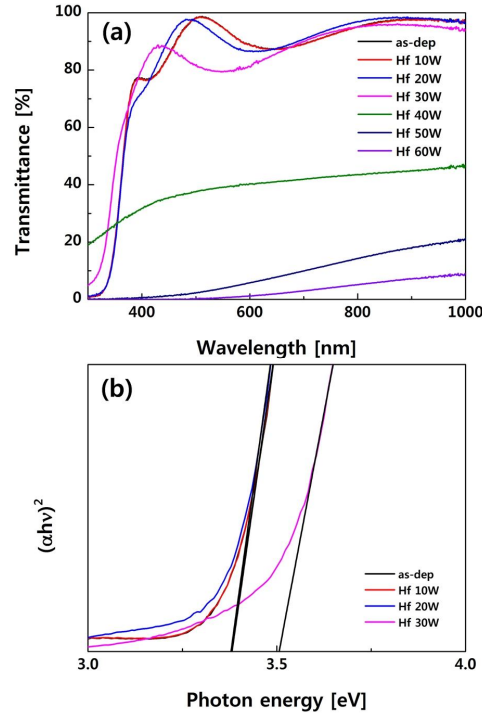 (a)
Transmittance [%]
100
80
60
40
20
0
as-dep
Hf 10W
Hf 20W
Hf 30W
Hf 40W
Hf 50W
Hf 60W
400
600
800
1000
Wavelength [nm]
(b)
(αhν)²
as-dep
Hf 10W
Hf 20W
Hf 30W
3.0
3.5
4.0
Photon energy [eV]